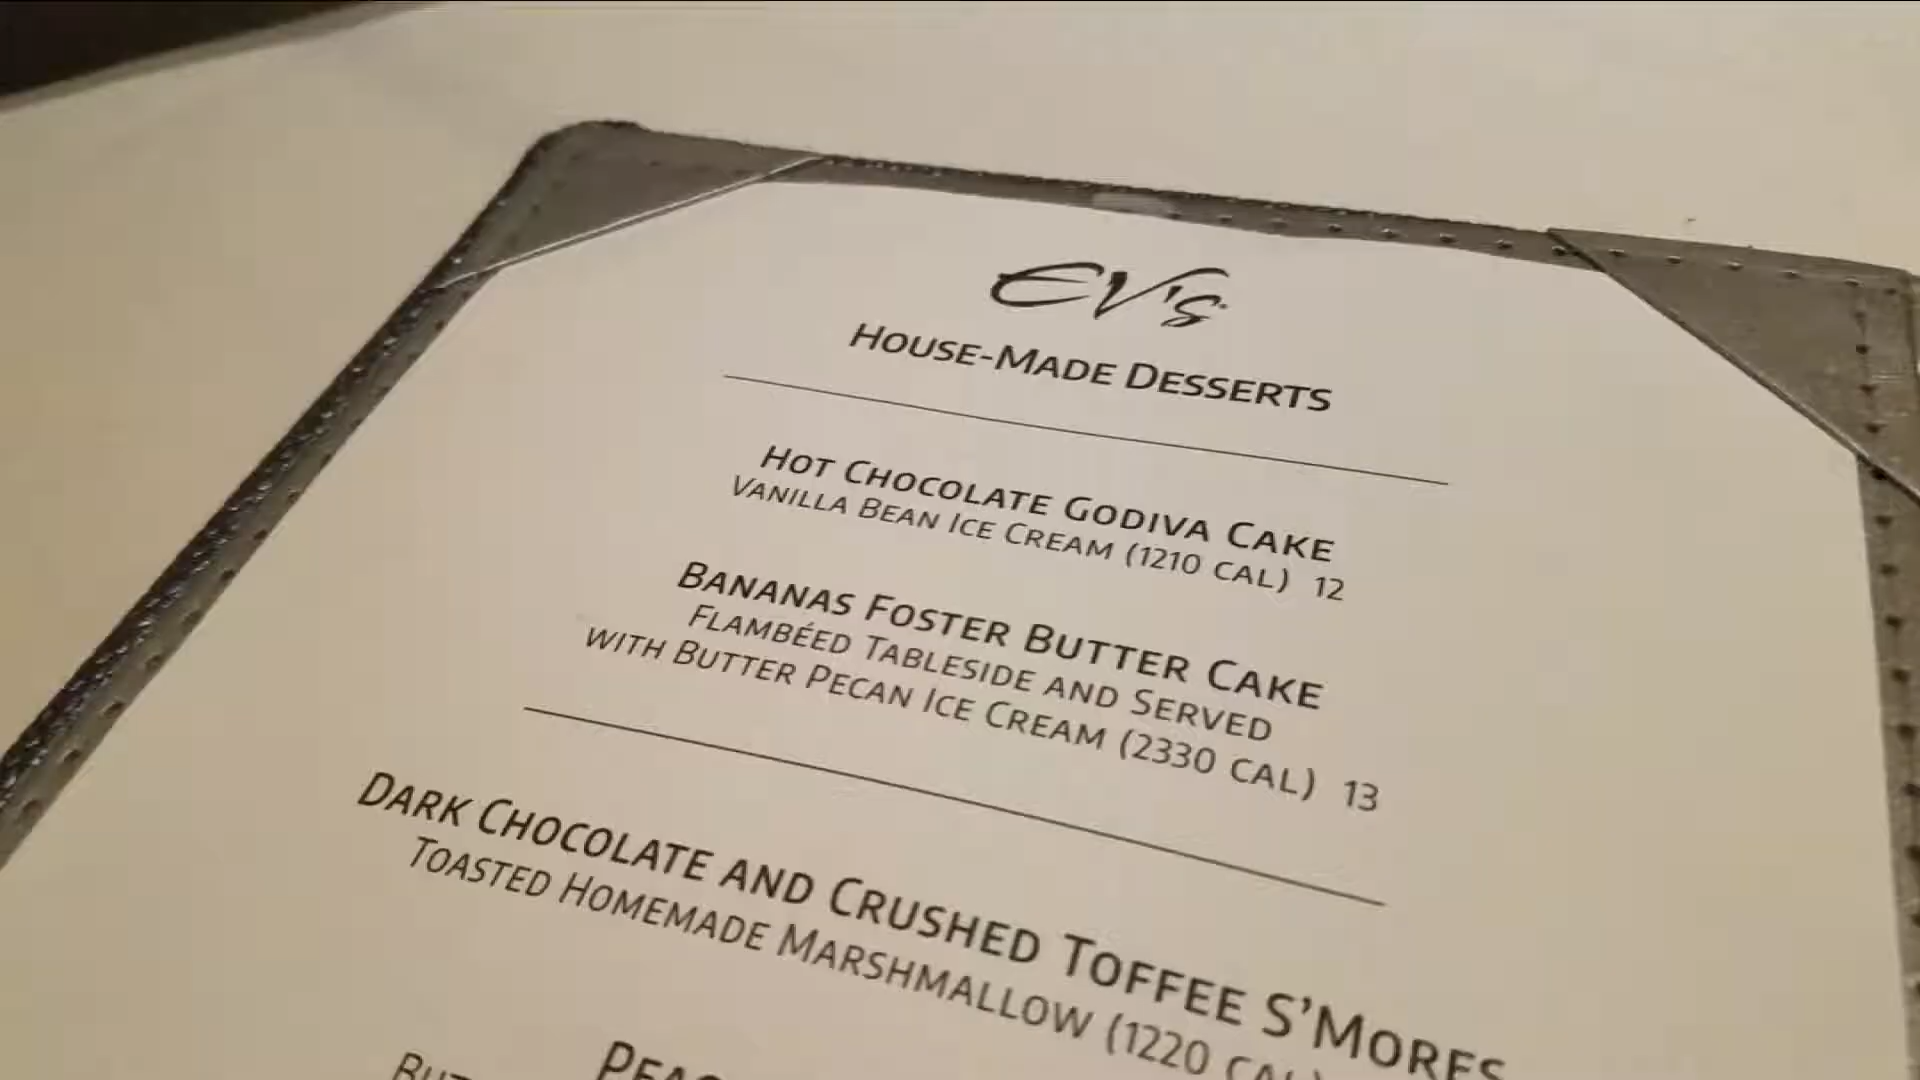 EV's
HOUSE-MADE DESSERTS
HOT CHOCOLATE GODIVA CAKE
VANILLA BEAN ICE CREAM (1210 CAL) 12
BANANAS FOSTER BUTTER CAKE
FLAMBÉED TABLESIDE AND SERVED
WITH BUTTER PECAN ICE CREAM (2330 CAL) 13
DARK CHOCOLATE AND CRUSHED TOFFEE S'MORES
TOASTED HOMEMADE MARSHMALLOW (1220 CAL)